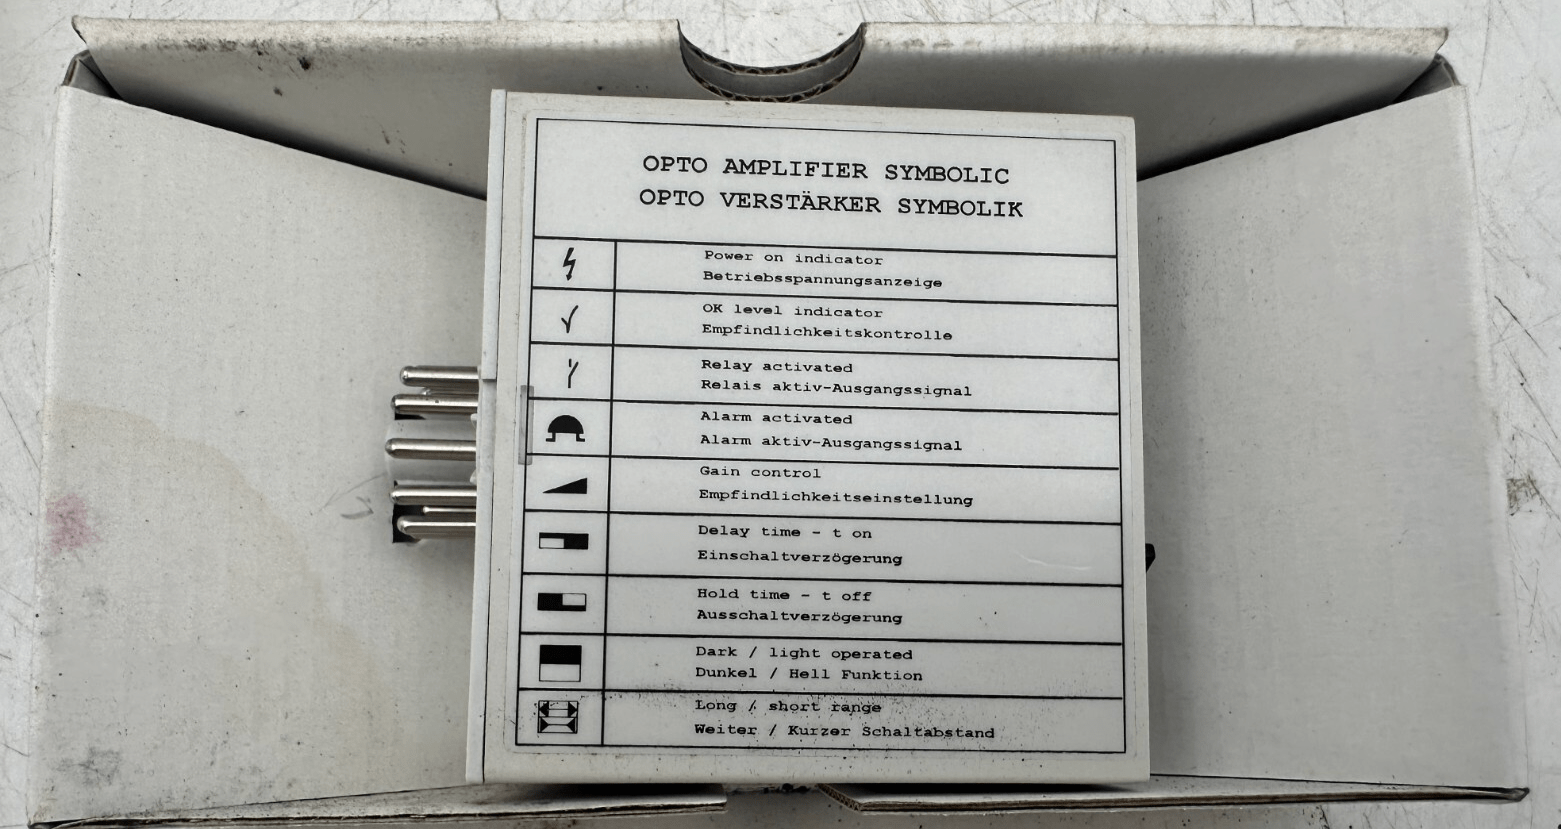 OPTO AMPLIFIER SYMBOLIC
OPTO VERSTÄRKER SYMBOLIK
Power on indicator
Betriebsspannungsanzeige
OK level indicator
Empfindlichkeitskontrolle
Relay activated
Relais aktiv-Ausgangssignal
Alarm activated
Alarm aktiv-Ausgangssignal
Gain control
Empfindlichkeitseinstellung
Delay time - t on
Einschaltverzögerung
Hold time - t off
Ausschaltverzögerung
Dark / light operated
Dunkel / Hell Funktion
Long / short range
Weiter / Kurzer Schaltabstand